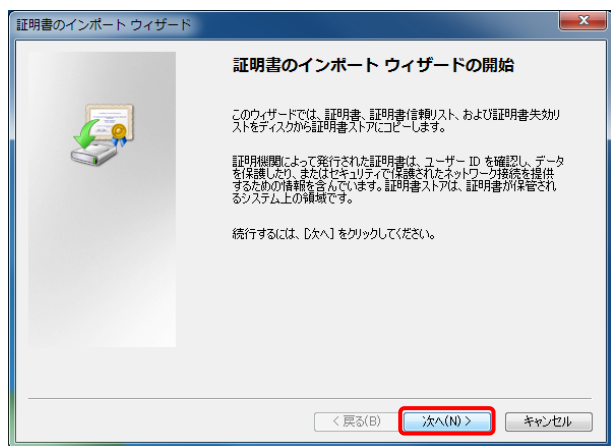 証明書のインポート ウィザード
証明書のインポート ウィザードの開始
このウィザードでは、証明書、証明書信頼リスト、および証明書失効リ
ストをディスクから証明書ストアにコピーします。
証明機関によって発行された証明書は、ユーザー ID を確認し、データ
を保護したり、またはセキュリティで保護されたネットワーク接続を提供
するための情報を含んでいます。証明書ストアは、証明書が保管され
るシステム上の領域です。
続行するには、[次へ] をクリックしてください。
< 戻る(B)
次へ(N) >
キャンセル